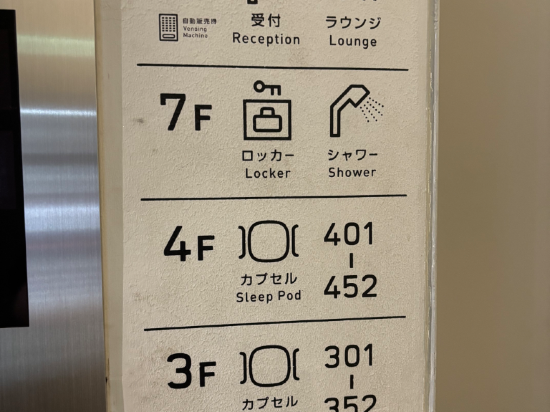 自動販売機
Vending
Machine
受付
Reception
ラウンジ
Lounge
7F
ロッカー
Locker
シャワー
Shower
4F
カプセル
Sleep Pod
401
-
452
3F
カプセル
301
-
352